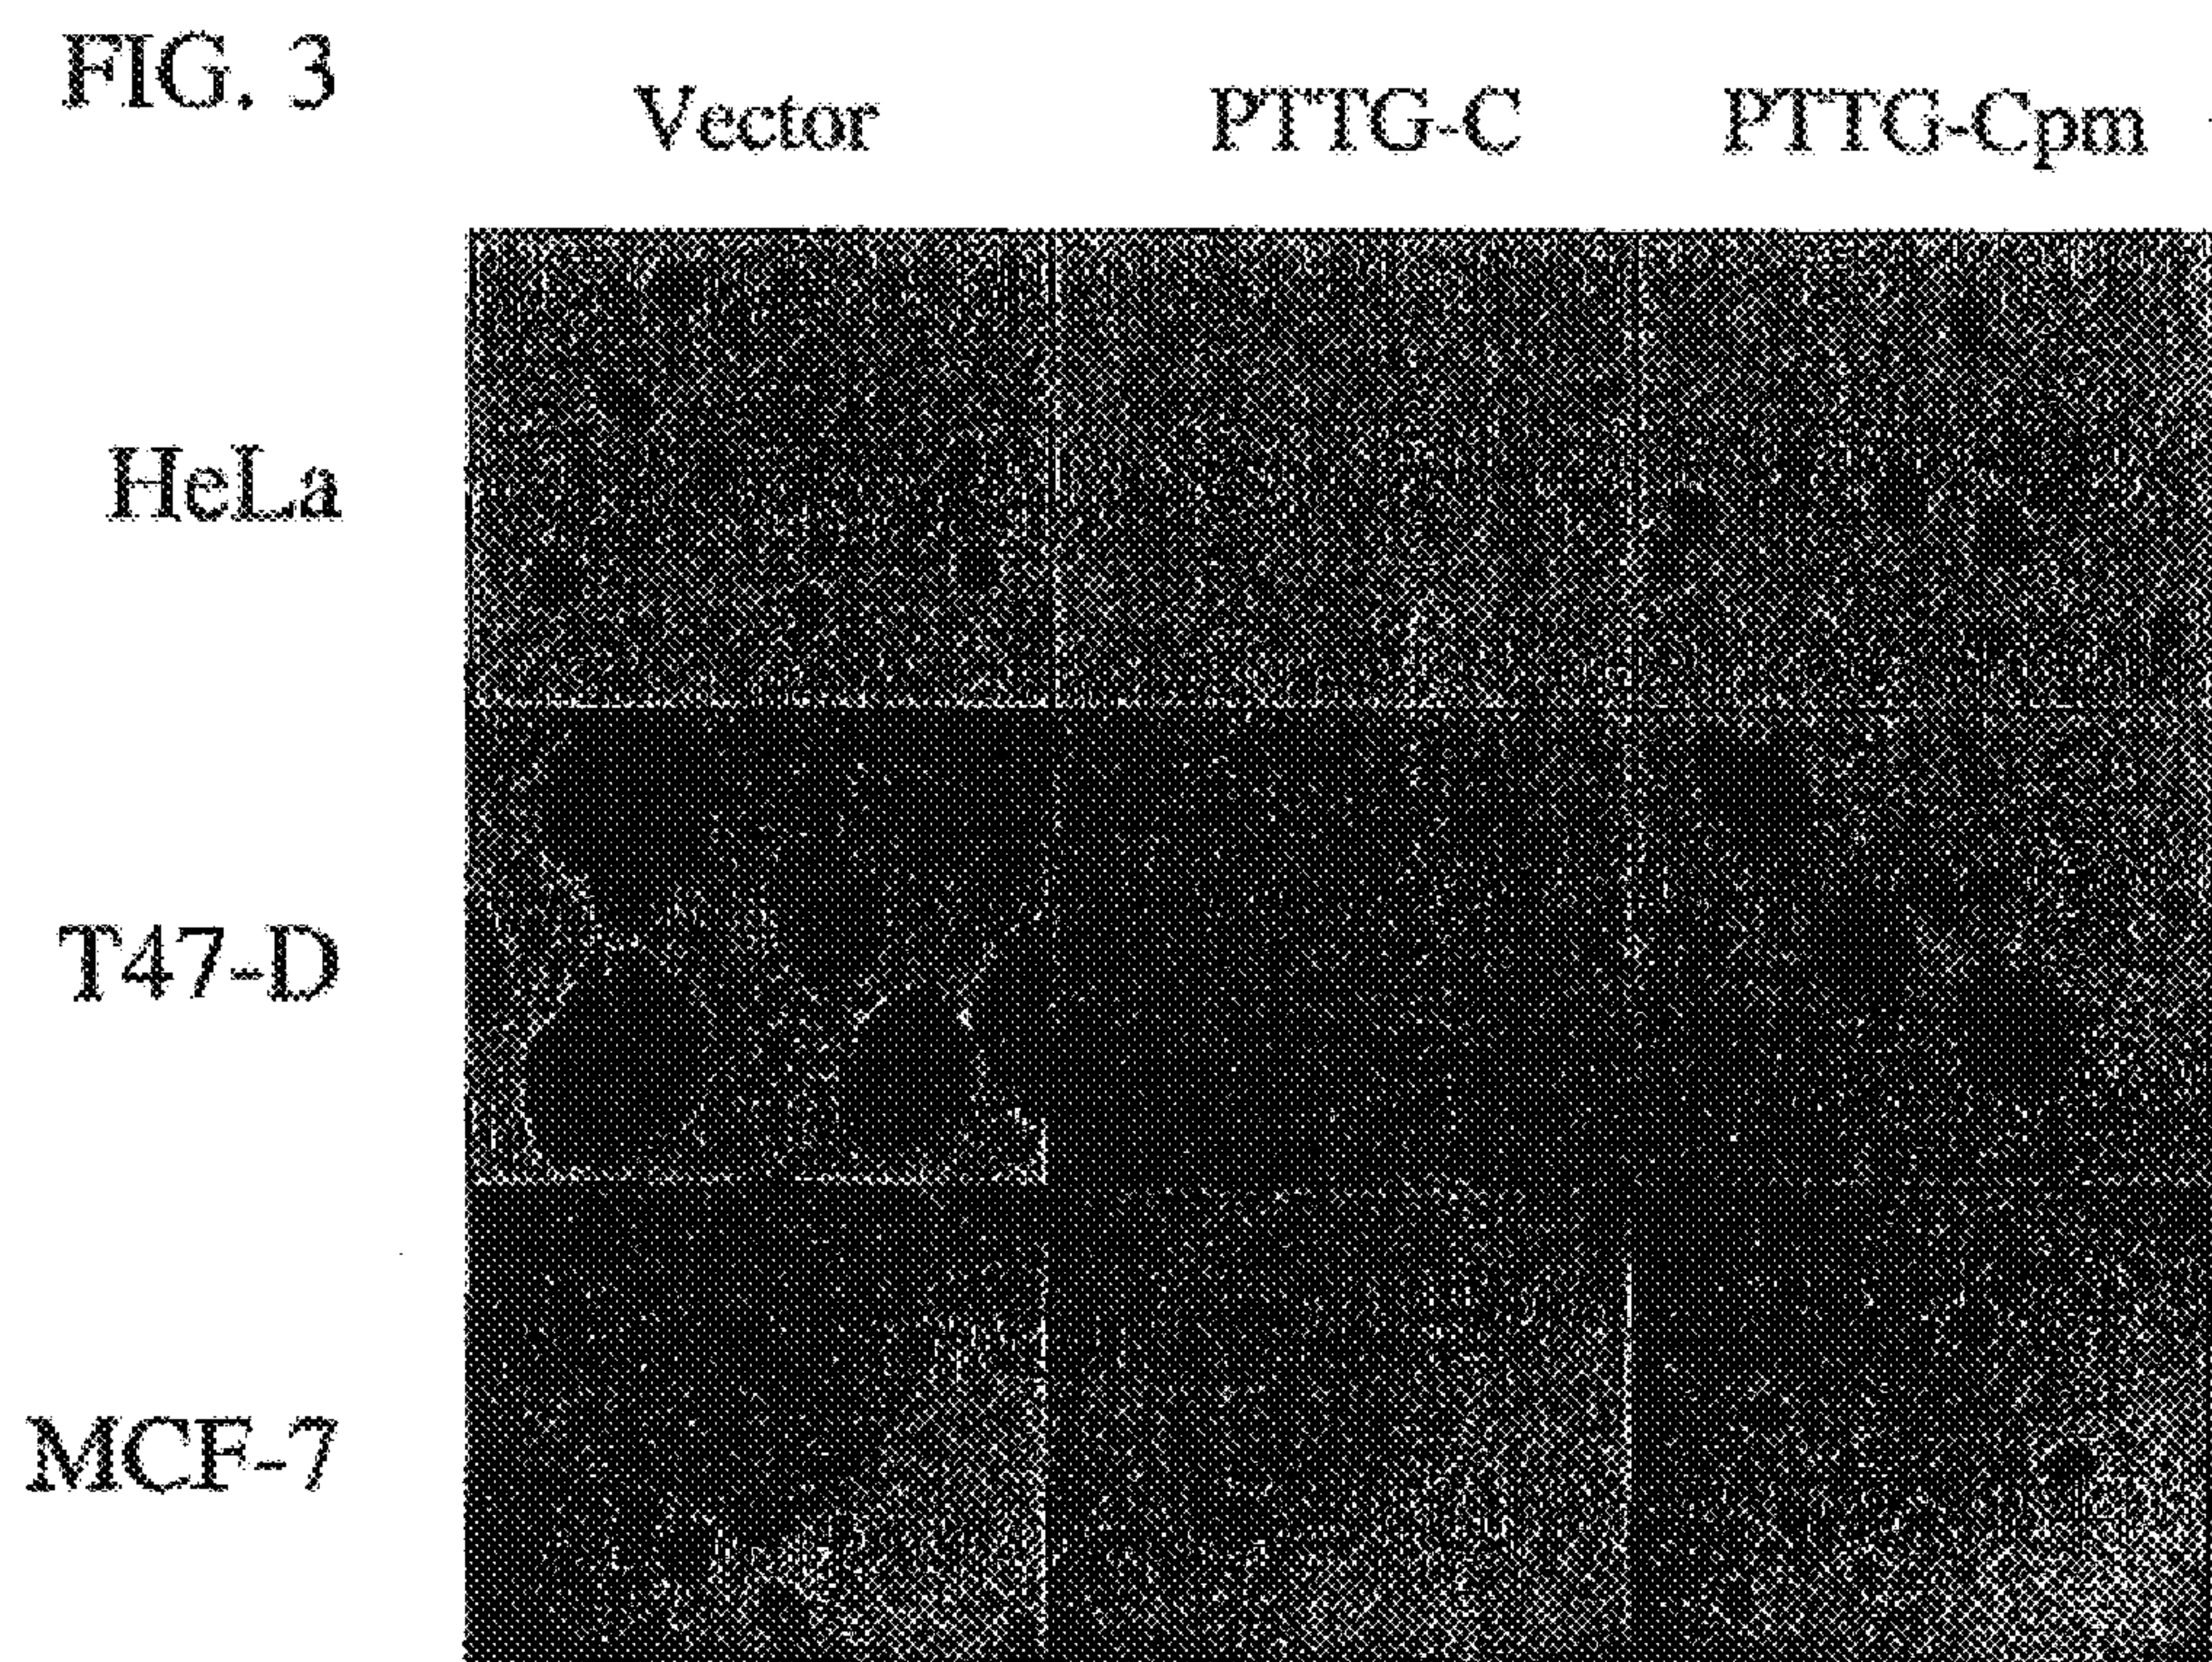 FIG. 3
Vector PTTG-C PTTG-Cpm
HeLa
T47-D
MCF-7